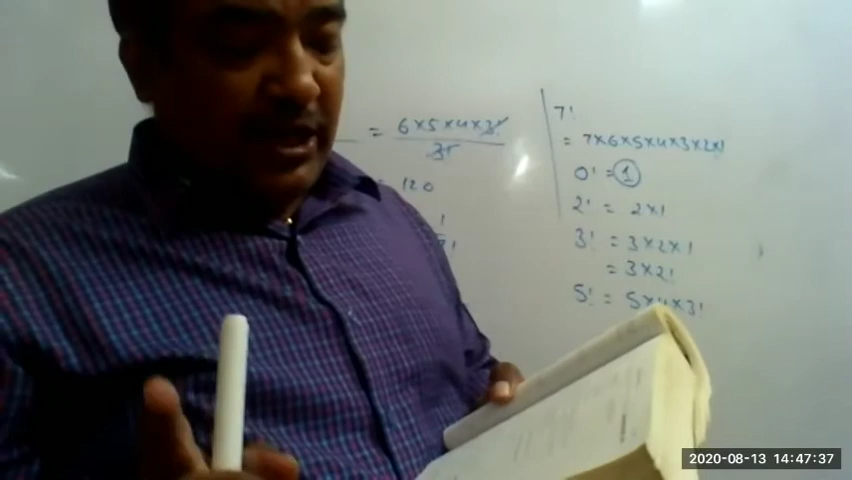 = 6×5×4×3! / 3!
= 120
1
7!
= 7×6×5×4×3×2×1
0! = 1
2! = 2×1
3! = 3×2×1
= 3×2!
5! = 5×4×3!
2020-08-13 14:47:37